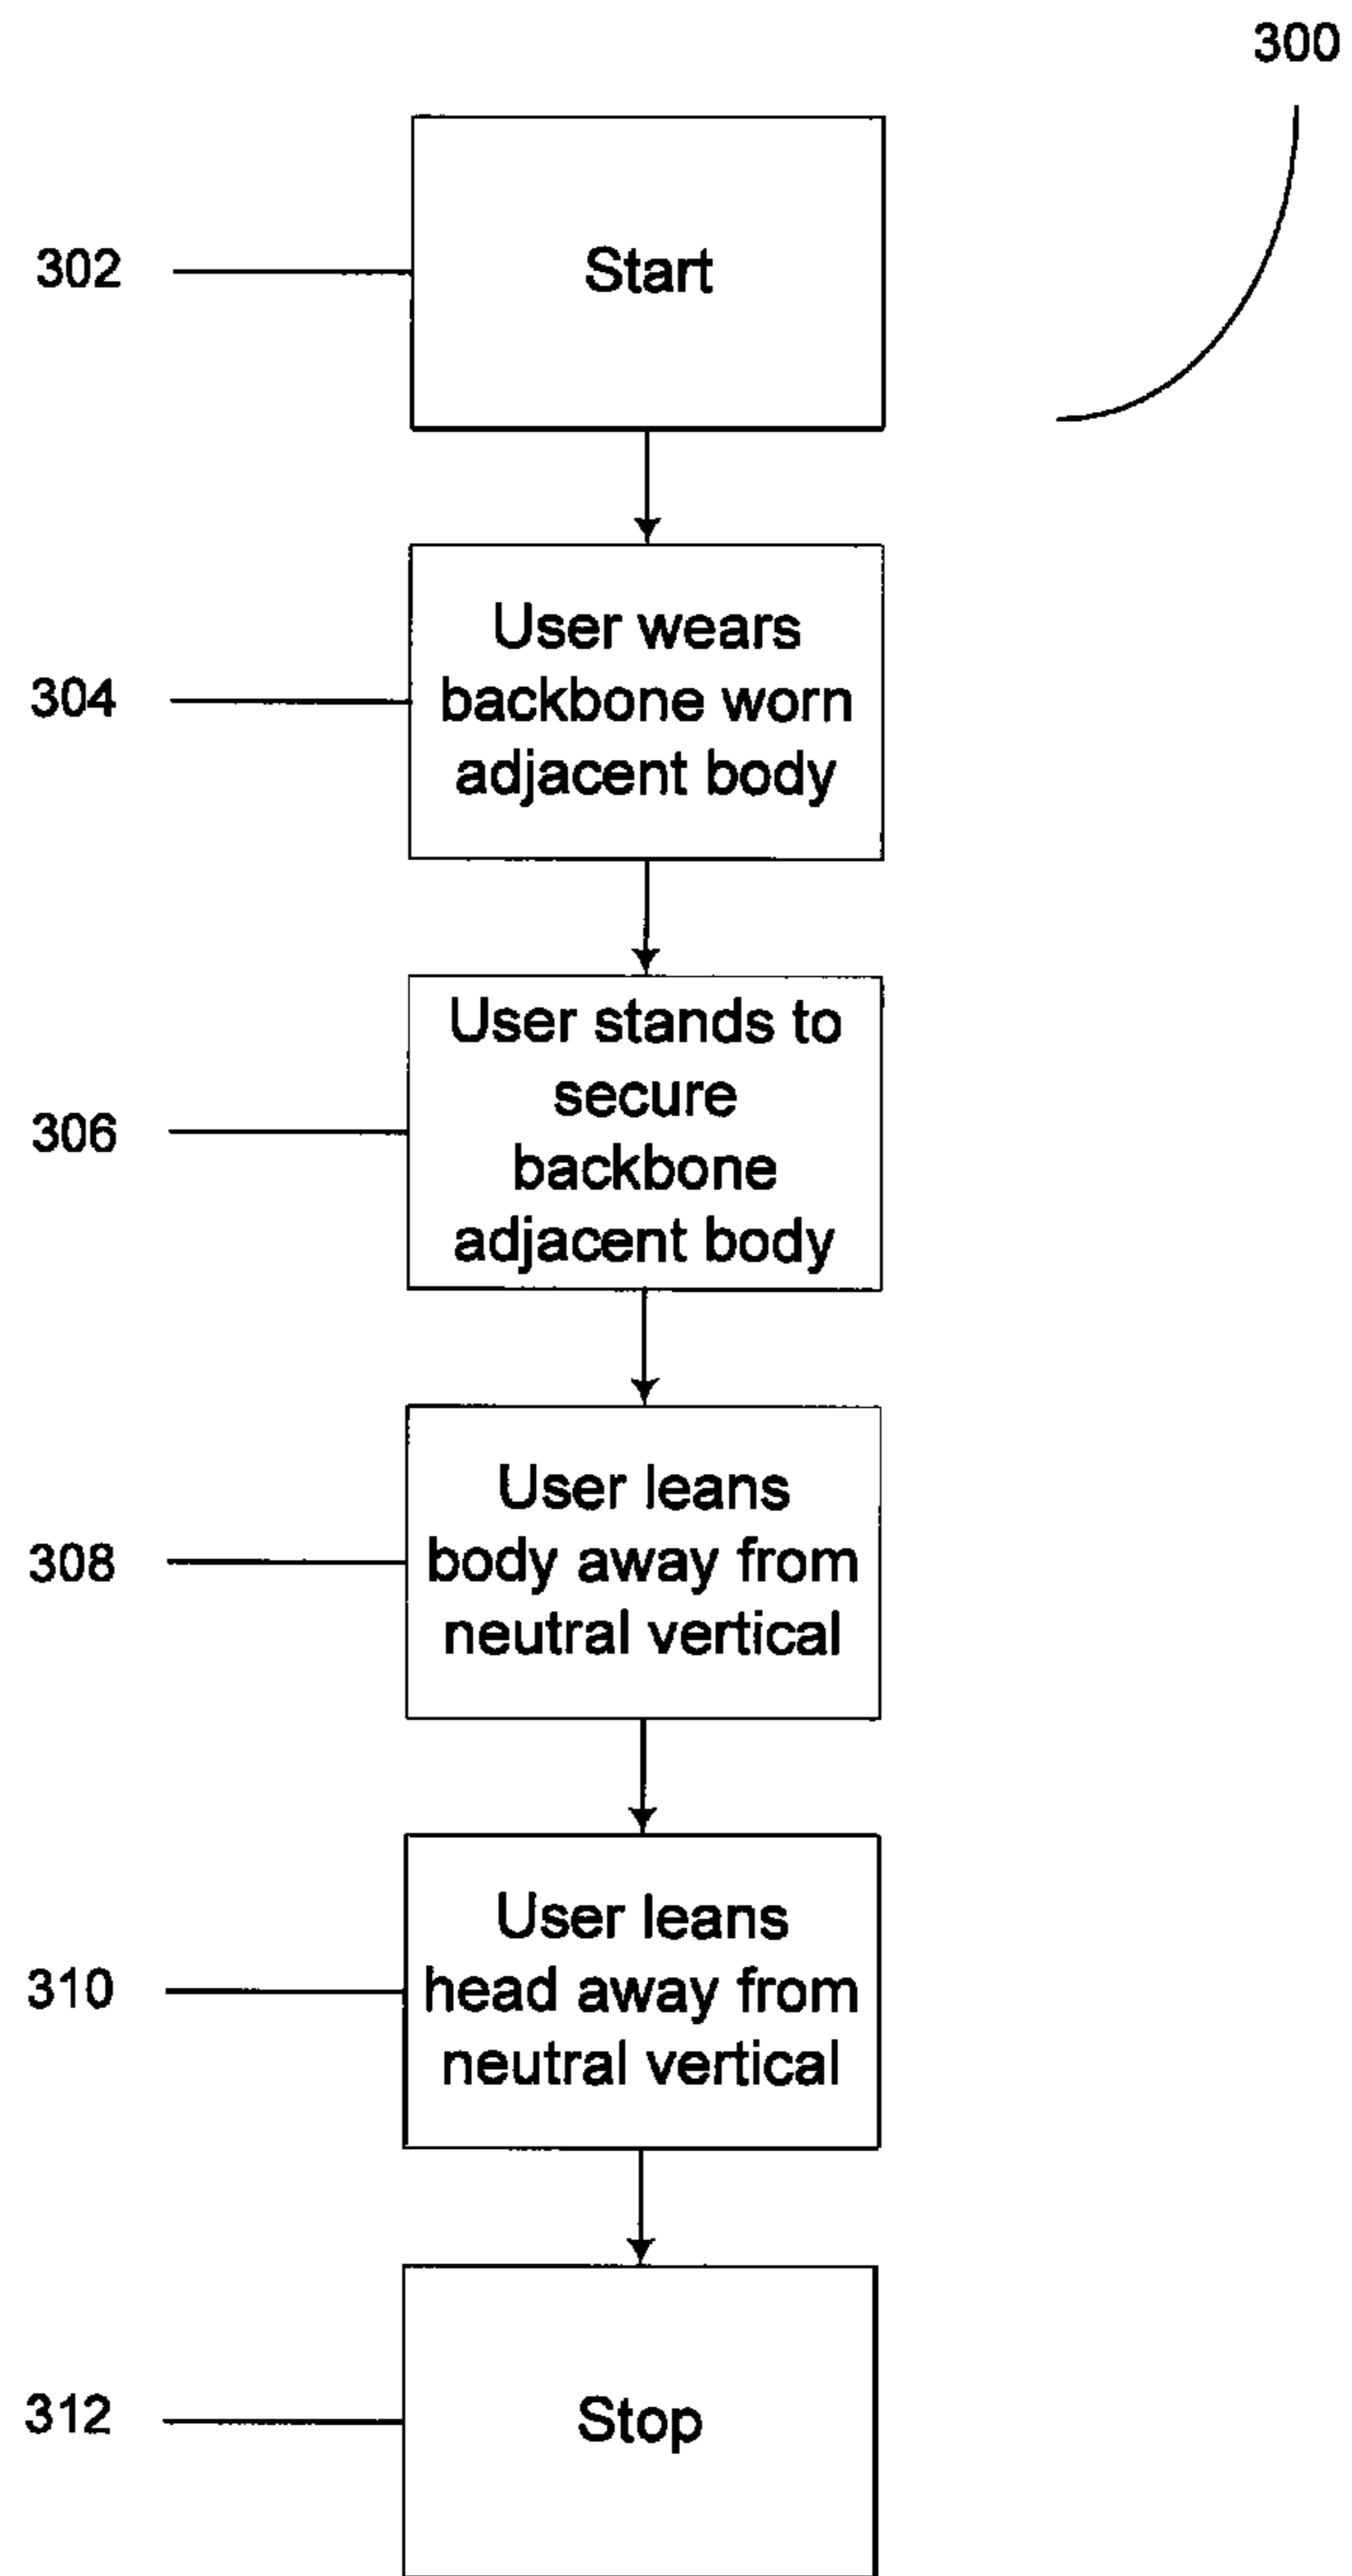 300
302
Start
304
User wears
backbone worn
adjacent body
306
User stands to
secure
backbone
adjacent body
308
User leans
body away from
neutral vertical
310
User leans
head away from
neutral vertical
312
Stop